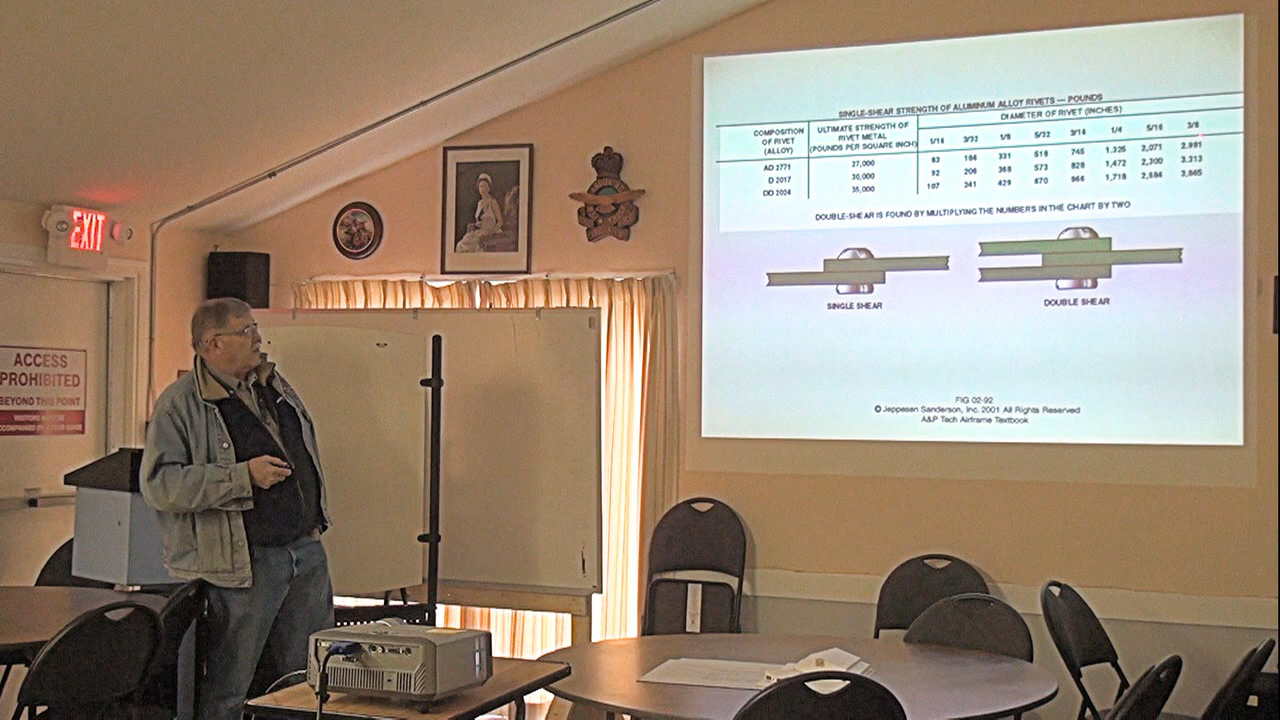 EXIT
ACCESS
PROHIBITED
BEYOND THIS POINT
SINGLE-SHEAR STRENGTH OF ALUMINUM ALLOY RIVETS — POUNDS
COMPOSITION OF RIVET (ALLOY)
ULTIMATE STRENGTH OF RIVET METAL (POUNDS PER SQUARE INCH)
DIAMETER OF RIVET (INCHES)
1/16 3/32 1/8 5/32 3/16 1/4 5/16 3/8
AD 2771 27,000 83 186 331 518 745 1,325 2,071 2,981
D 2017 30,000 92 206 368 573 828 1,472 2,300 3,313
DD 2024 35,000 107 241 429 670 966 1,718 2,684 3,865
DOUBLE-SHEAR IS FOUND BY MULTIPLYING THE NUMBERS IN THE CHART BY TWO
SINGLE SHEAR
DOUBLE SHEAR
FIG 02-92
© Jeppesen Sanderson, Inc. 2001 All Rights Reserved
A&P Tech Airframe Textbook